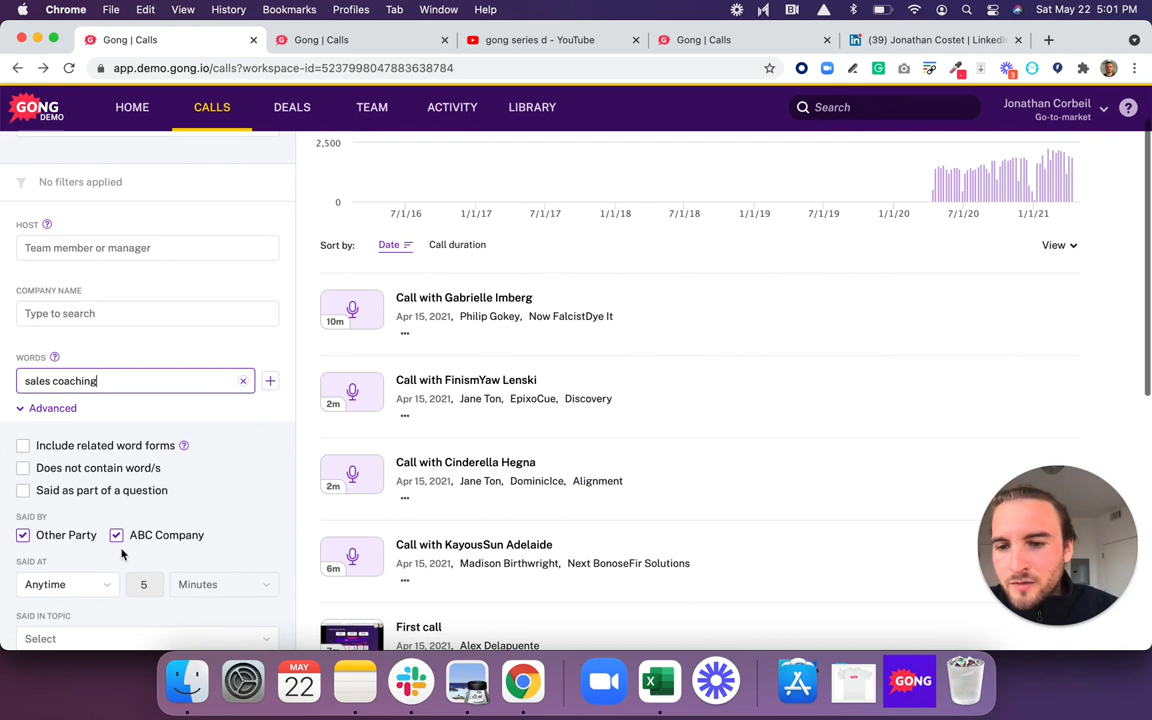 Chrome File Edit View History Bookmarks Profiles Tab Window Help Sat May 22 5:01 PM
Gong | Calls Gong | Calls gong series d - YouTube Gong | Calls (39) Jonathan Costet | LinkedIn
app.demo.gong.io/calls?workspace-id=5237998047883638784
3
GONG DEMO HOME CALLS DEALS TEAM ACTIVITY LIBRARY Search Jonathan Corbeil
Go-to-market
No filters applied
HOST
Team member or manager
COMPANY NAME
Type to search
WORDS
sales coaching
Advanced
Include related word forms
Does not contain word/s
Said as part of a question
SAID BY
Other Party ABC Company
SAID AT
Anytime 5 Minutes
SAID IN TOPIC
Select
2,500
0
7/1/16 1/1/17 7/1/17 1/1/18 7/1/18 1/1/19 7/1/19 1/1/20 7/1/20 1/1/21
Sort by: Date Call duration View
Call with Gabrielle Imberg
10m Apr 15, 2021, Philip Gokey, Now FalcistDye It
...
Call with FinismYaw Lenski
2m Apr 15, 2021, Jane Ton, EpixoCue, Discovery
...
Call with Cinderella Hegna
2m Apr 15, 2021, Jane Ton, DominicIce, Alignment
...
Call with KayousSun Adelaide
6m Apr 15, 2021, Madison Birthwright, Next BonoseFir Solutions
...
First call
Apr 15, 2021, Alex Delapuente
MAY
22
GONG